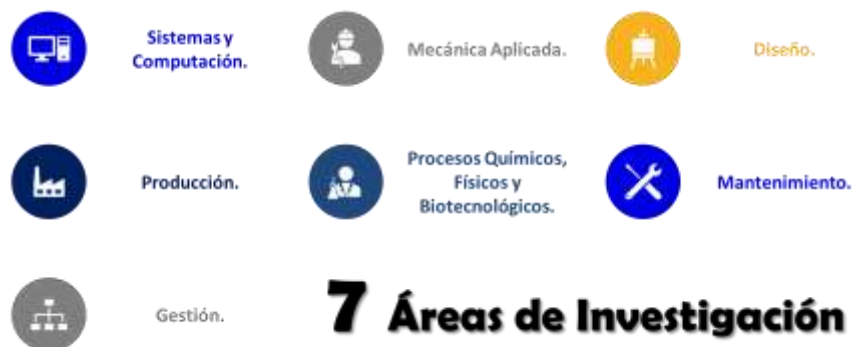 Sistemas y
Computación.
Mecánica Aplicada.
Diseño.
Producción.
Procesos Químicos,
Físicos y
Biotecnológicos.
Mantenimiento.
Gestión.
7 Áreas de Investigación